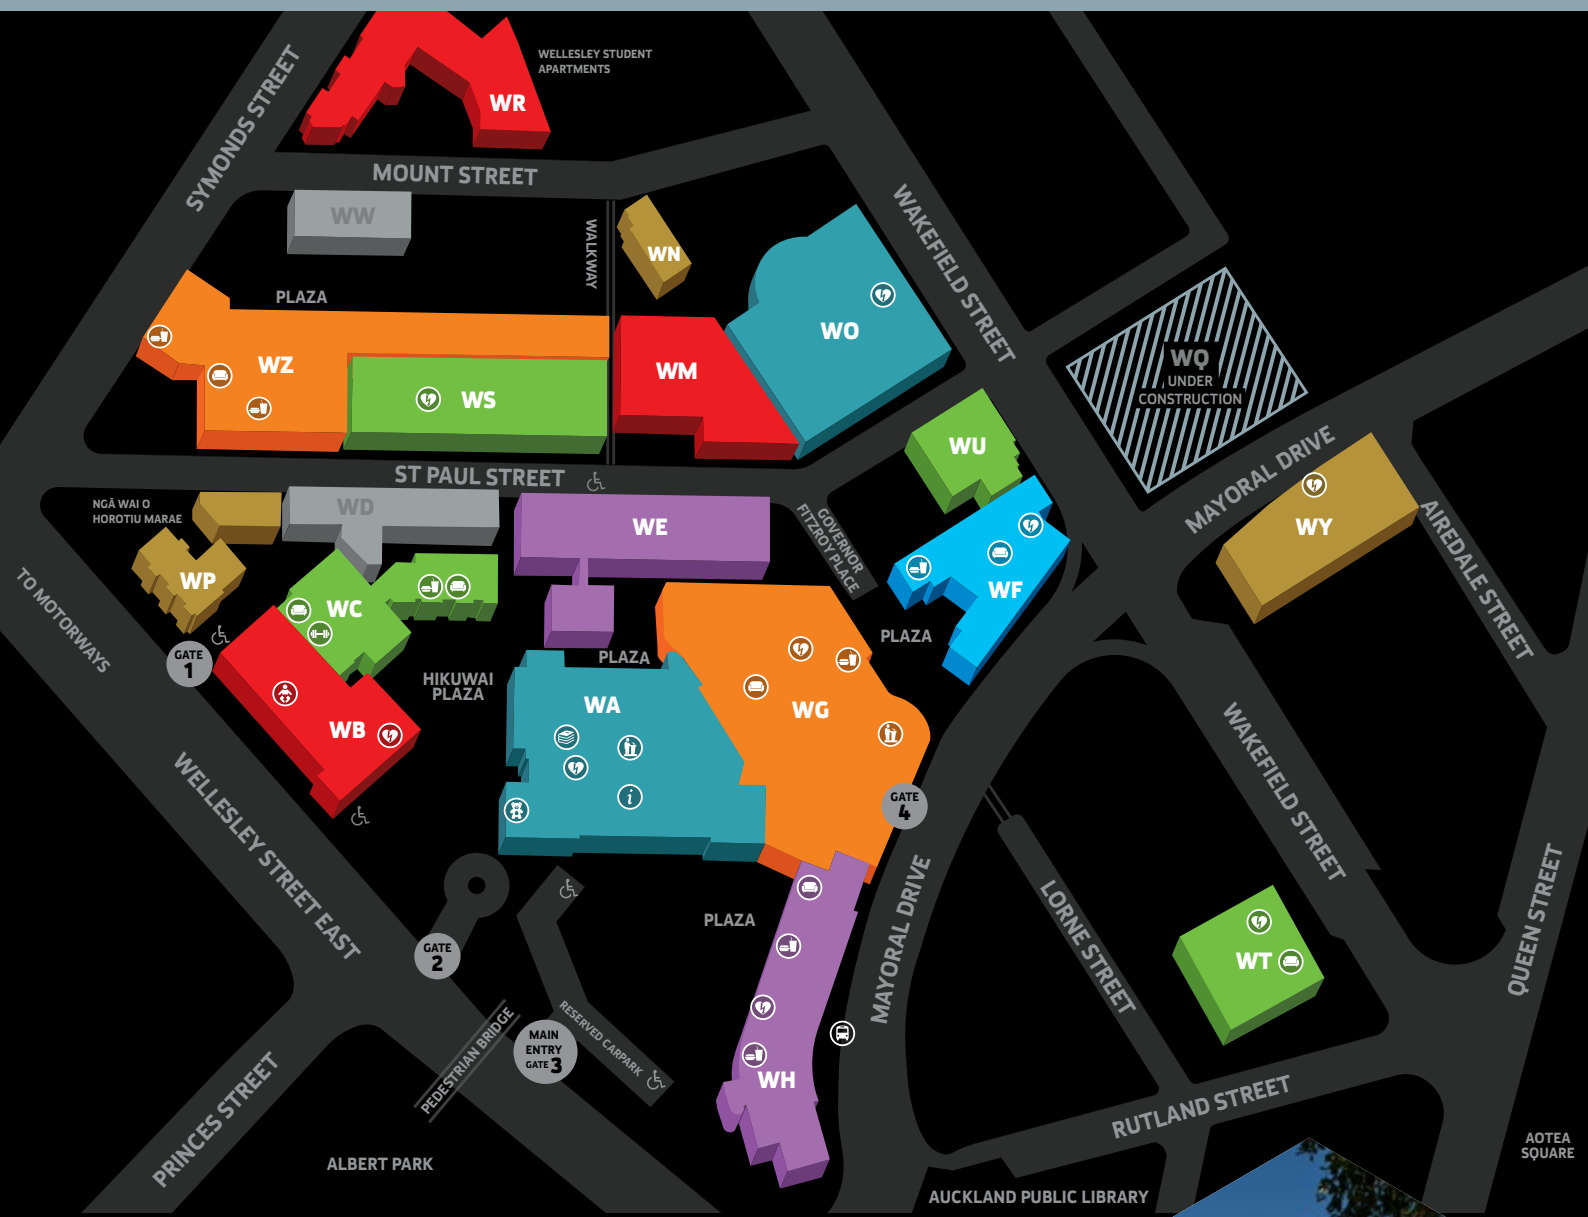 WELLESLEY STUDENT
APARTMENTS
WR
SYMONDS STREET
MOUNT STREET
WW
WALKWAY
WN
WAKEFIELD STREET
PLAZA
WO
WZ
WS
WM
WQ
UNDER
CONSTRUCTION
WU
MAYORAL DRIVE
ST PAUL STREET
NGĀ WAI O
HOROTIU MARAE
WD
WE
GOVERNOR
FITZROY PLACE
WY
AIREDALE STREET
WP
WC
WF
TO MOTORWAYS
GATE
1
PLAZA
PLAZA
HIKUWAI
PLAZA
WA
WG
WB
WAKEFIELD STREET
WELLESLEY STREET EAST
GATE
4
MAYORAL DRIVE
LORNE STREET
QUEEN STREET
PLAZA
GATE
2
WT
RESERVED CARPARK
PEDESTRIAN BRIDGE
MAIN
ENTRY
GATE 3
WH
PRINCES STREET
RUTLAND STREET
ALBERT PARK
AOTEA
SQUARE
AUCKLAND PUBLIC LIBRARY